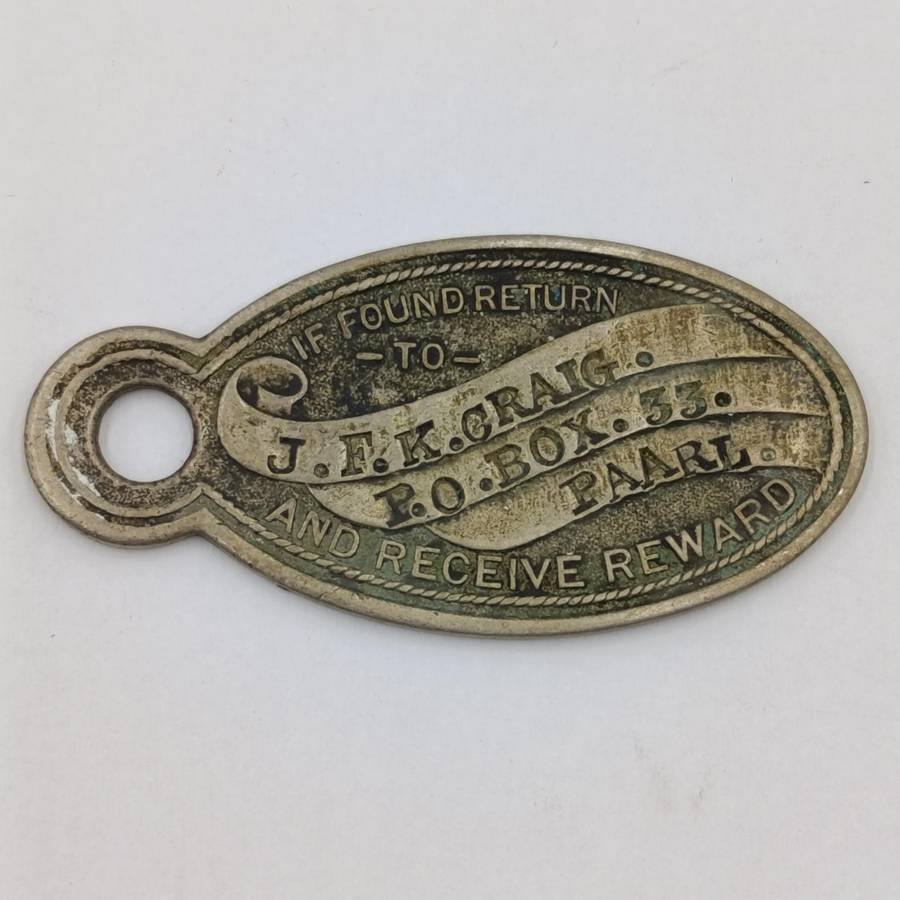 IF FOUND RETURN
-TO-
J.F.K.CRAIG.
P.O.BOX.33.
PAARL.
AND RECEIVE REWARD